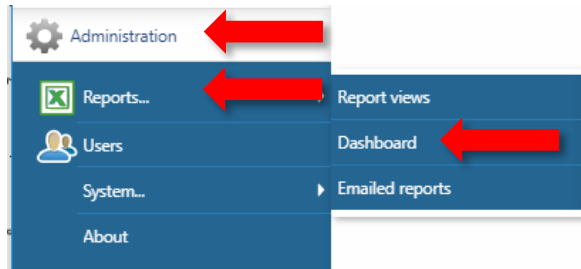 Administration
Reports...
Report views
Users
Dashboard
System...
Emailed reports
About